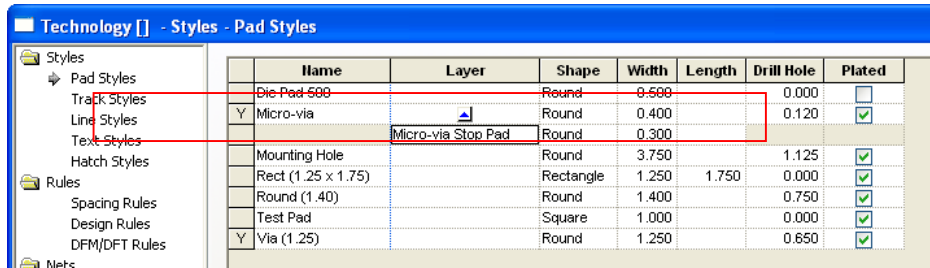 Technology [] - Styles - Pad Styles
Styles
Pad Styles
Track Styles
Line Styles
Text Styles
Hatch Styles
Rules
Spacing Rules
Design Rules
DFM/DFT Rules
Nets
Name Layer Shape Width Length Drill Hole Plated
Die Pad 500 Round 0.500 0.000
Y Micro-via Round 0.400 0.120
Micro-via Stop Pad Round 0.300
Mounting Hole Round 3.750 1.125
Rect (1.25 x 1.75) Rectangle 1.250 1.750 0.000
Round (1.40) Round 1.400 0.750
Test Pad Square 1.000 0.000
Y Via (1.25) Round 1.250 0.650